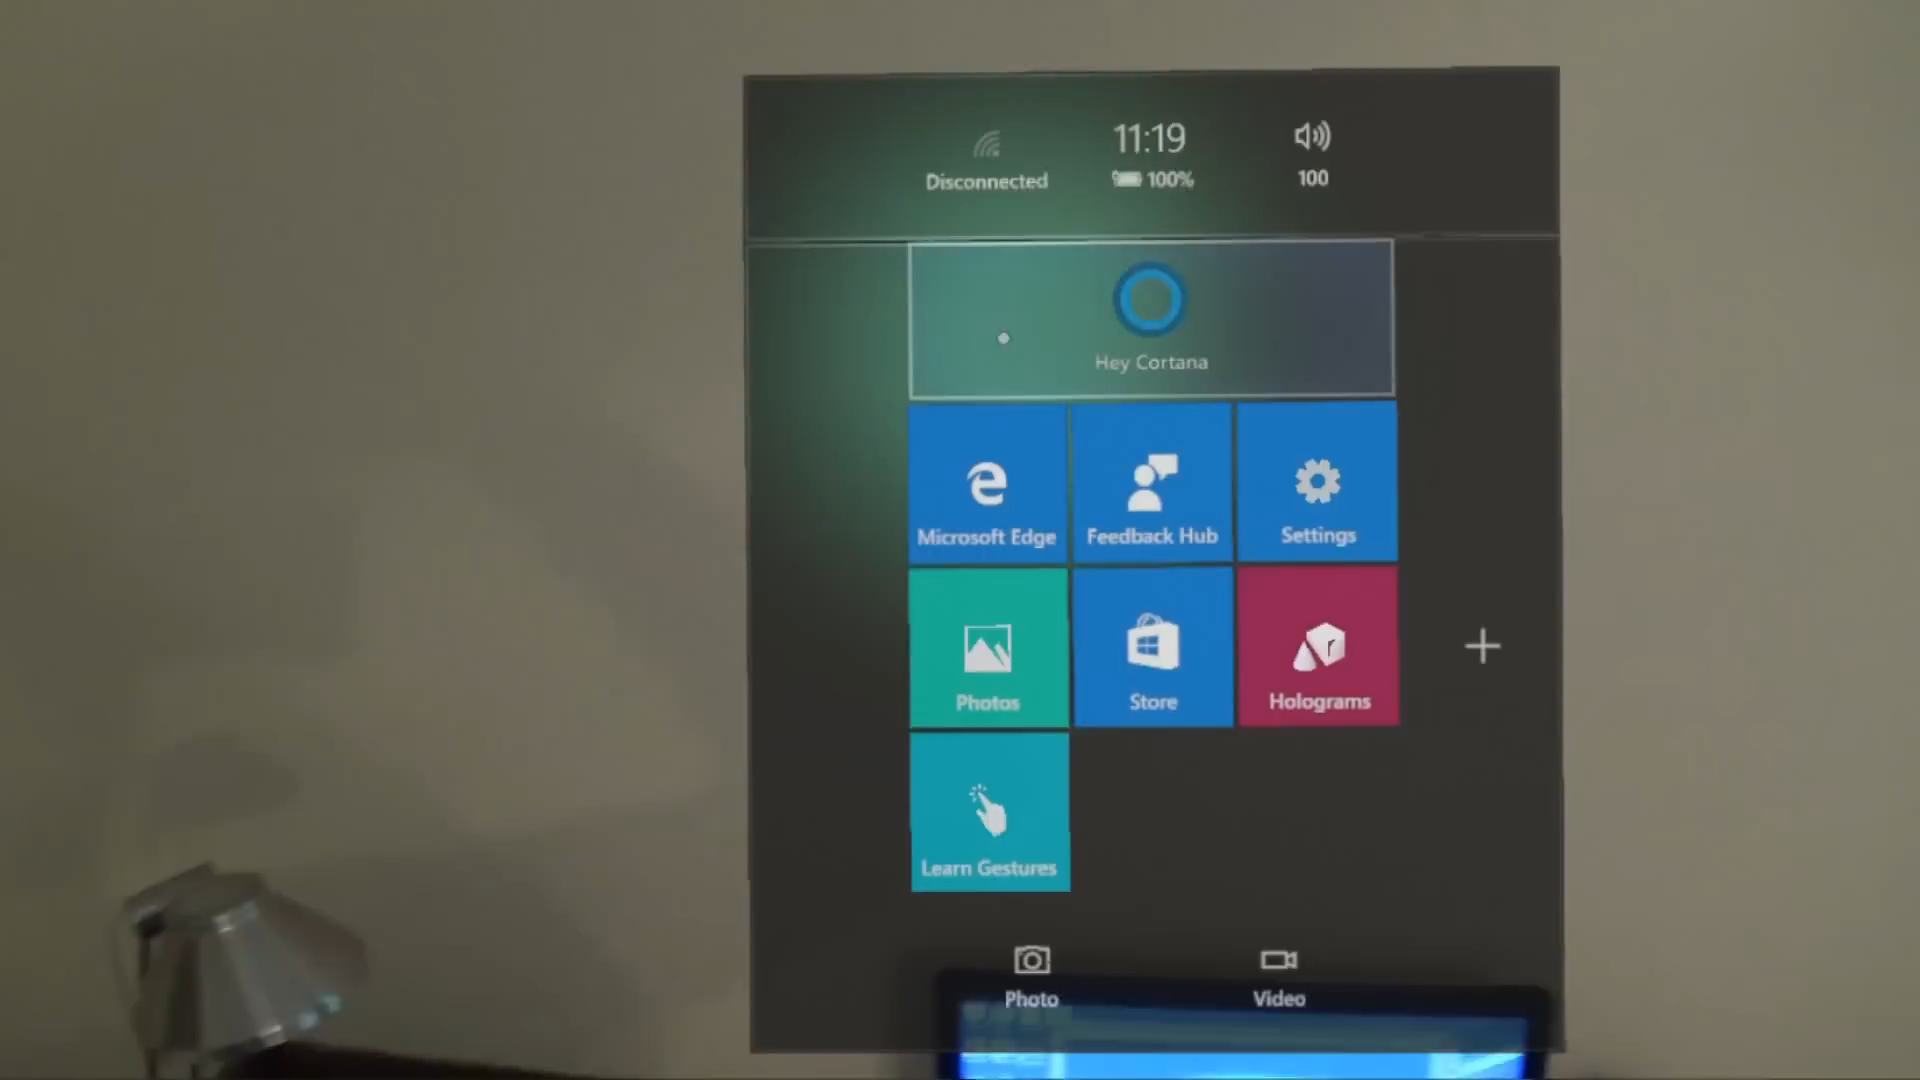 Disconnected
11:19
100%
100
Hey Cortana
Microsoft Edge
Feedback Hub
Settings
Photos
Store
Holograms
Learn Gestures
Photo
Video